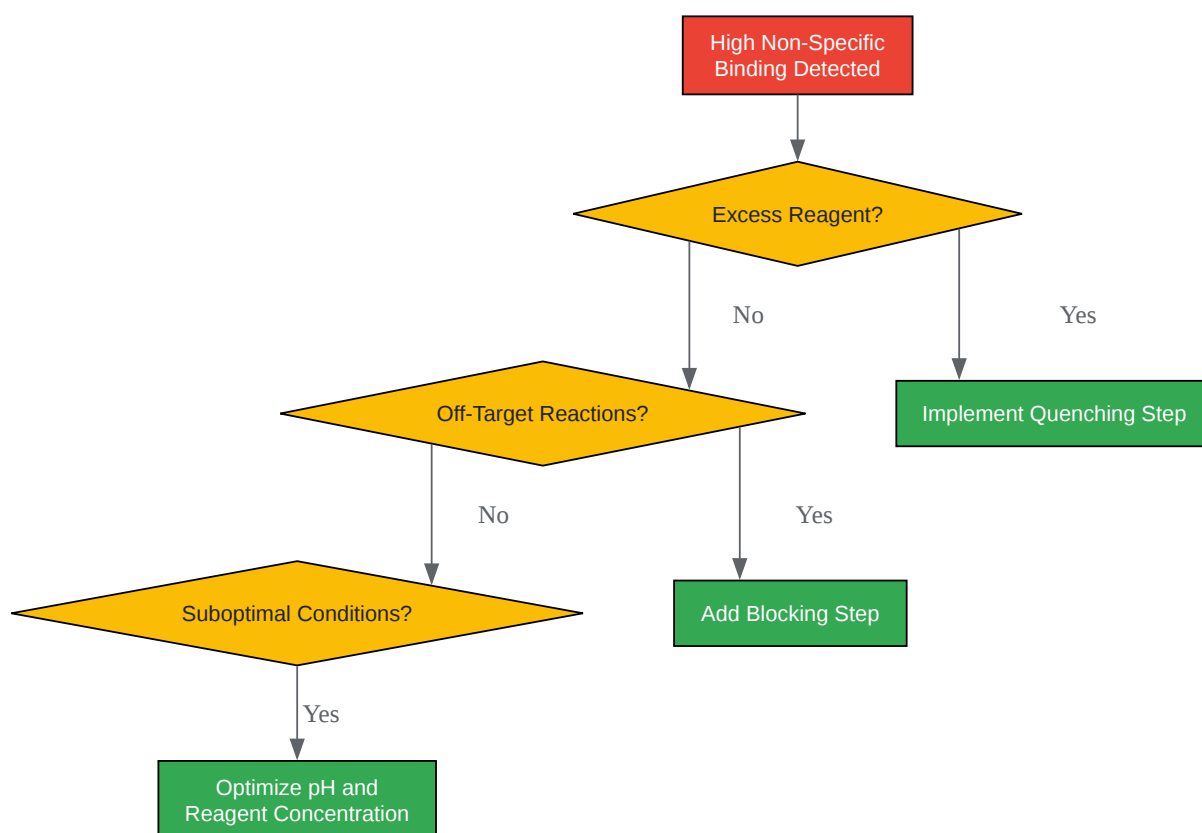 High Non-Specific
Binding Detected
Excess Reagent?
No
Yes
Off-Target Reactions?
Implement Quenching Step
No
Yes
Suboptimal Conditions?
Add Blocking Step
Yes
Optimize pH and
Reagent Concentration